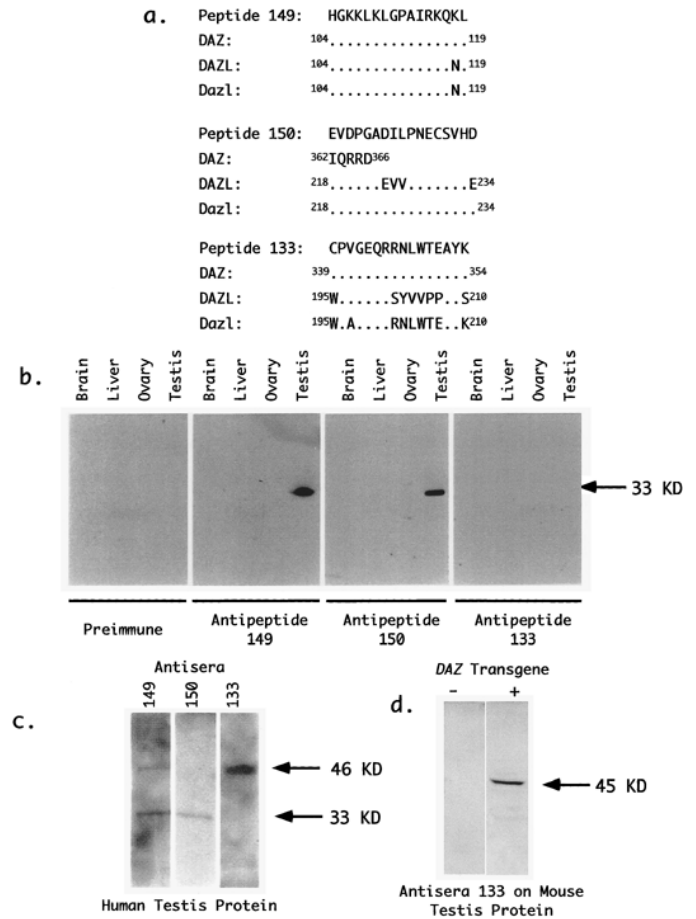 a.
Peptide 149: HGKKLKLGPAIRKQKL
DAZ: 104................119
DAZL: 104..............N.119
Dazl: 104..............N.119
Peptide 150: EVDPGADILPNECSVHD
DAZ: 362IQRRD366
DAZL: 218......EVV.......E234
Dazl: 218.................234
Peptide 133: CPVGEQRRNLWTEAYK
DAZ: 339................354
DAZL: 195W......SYVVPP..S210
Dazl: 195W.A....RNLWTE..K210
b.
Brain Liver Ovary Testis Brain Liver Ovary Testis Brain Liver Ovary Testis Brain Liver Ovary Testis
33 KD
Preimmune Antipeptide 149 Antipeptide 150 Antipeptide 133
c.
Antisera
149 150 133
46 KD
33 KD
Human Testis Protein
d.
DAZ Transgene
- +
45 KD
Antisera 133 on Mouse
Testis Protein